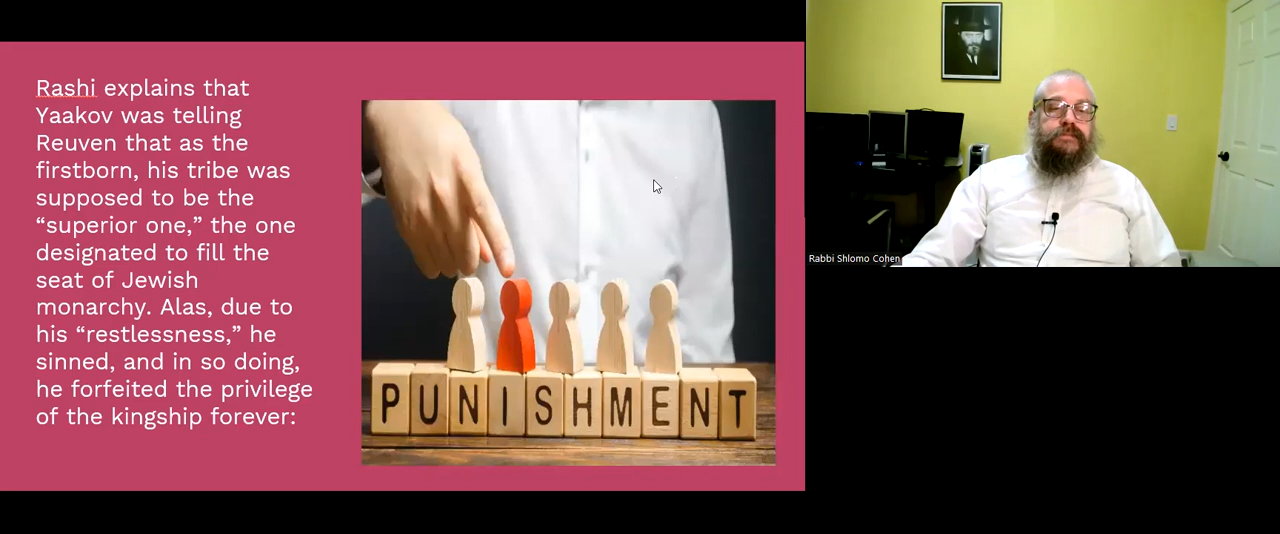 Rashi explains that
Yaakov was telling
Reuven that as the
firstborn, his tribe was
supposed to be the
“superior one,” the one
designated to fill the
seat of Jewish
monarchy. Alas, due to
his “restlessness,” he
sinned, and in so doing,
he forfeited the privilege
of the kingship forever:
PUNISHMENT
Rabbi Shlomo Cohen